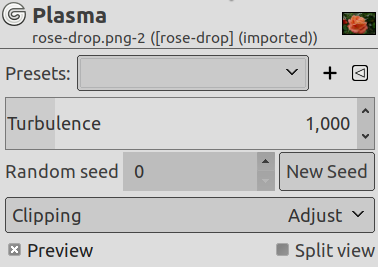 Plasma
rose-drop.png-2 ([rose-drop] (imported))
Presets:
Turbulence 1,000
Random seed 0 New Seed
Clipping Adjust
Preview Split view